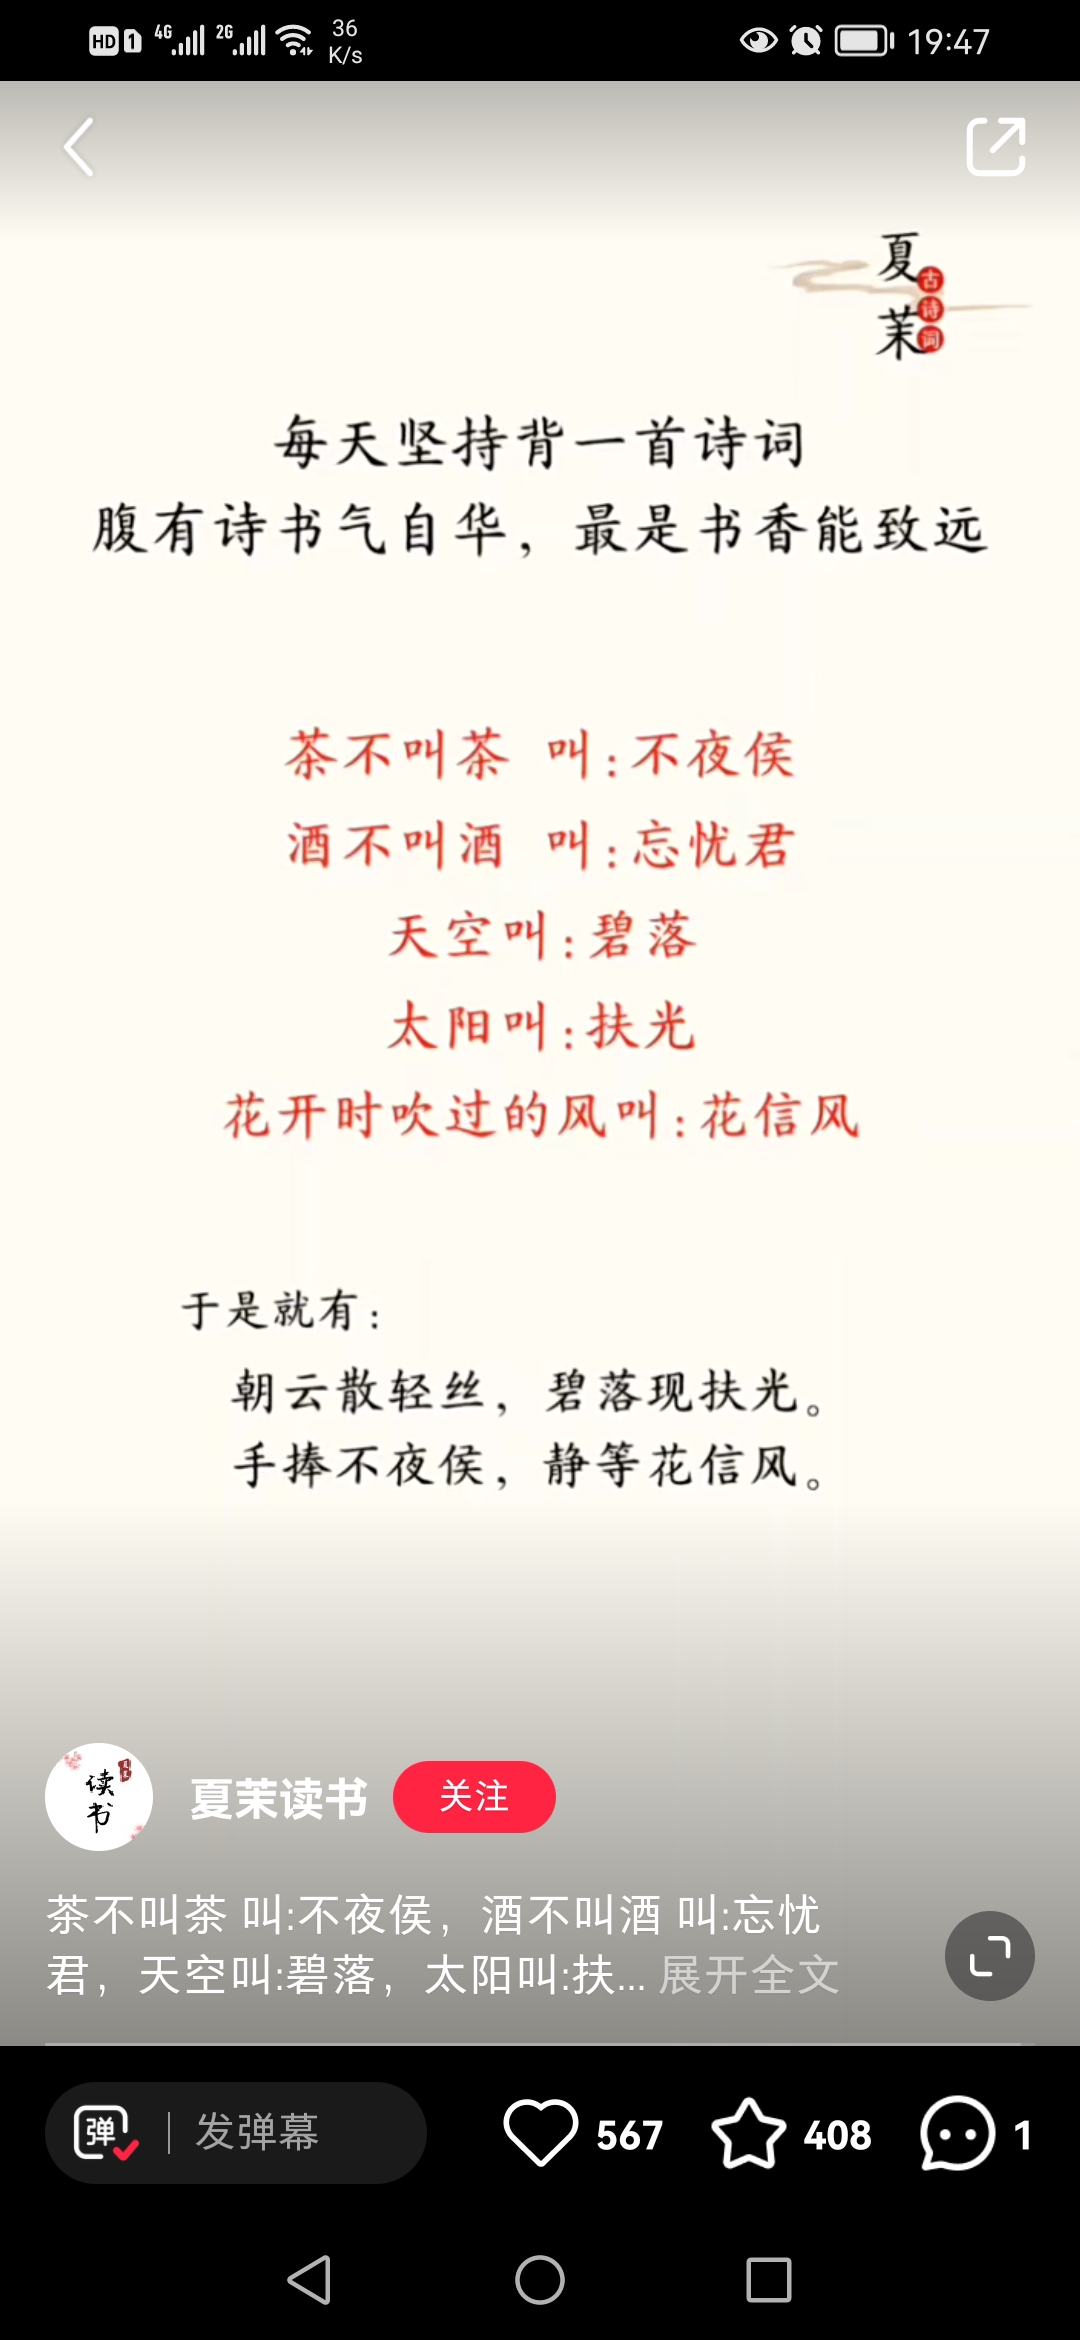 HD 1 4G 2G 36 K/s 19:47
夏茉
古诗词
每天坚持背一首诗词
腹有诗书气自华，最是书香能致远
茶不叫茶 叫:不夜侯
酒不叫酒 叫:忘忧君
天空叫:碧落
太阳叫:扶光
花开时吹过的风叫:花信风
于是就有：
朝云散轻丝，碧落现扶光。
手捧不夜侯，静等花信风。
读书
夏茉读书 关注
茶不叫茶 叫:不夜侯，酒不叫酒 叫:忘忧
君，天空叫:碧落，太阳叫:扶... 展开全文
弹 发弹幕 567 408 1